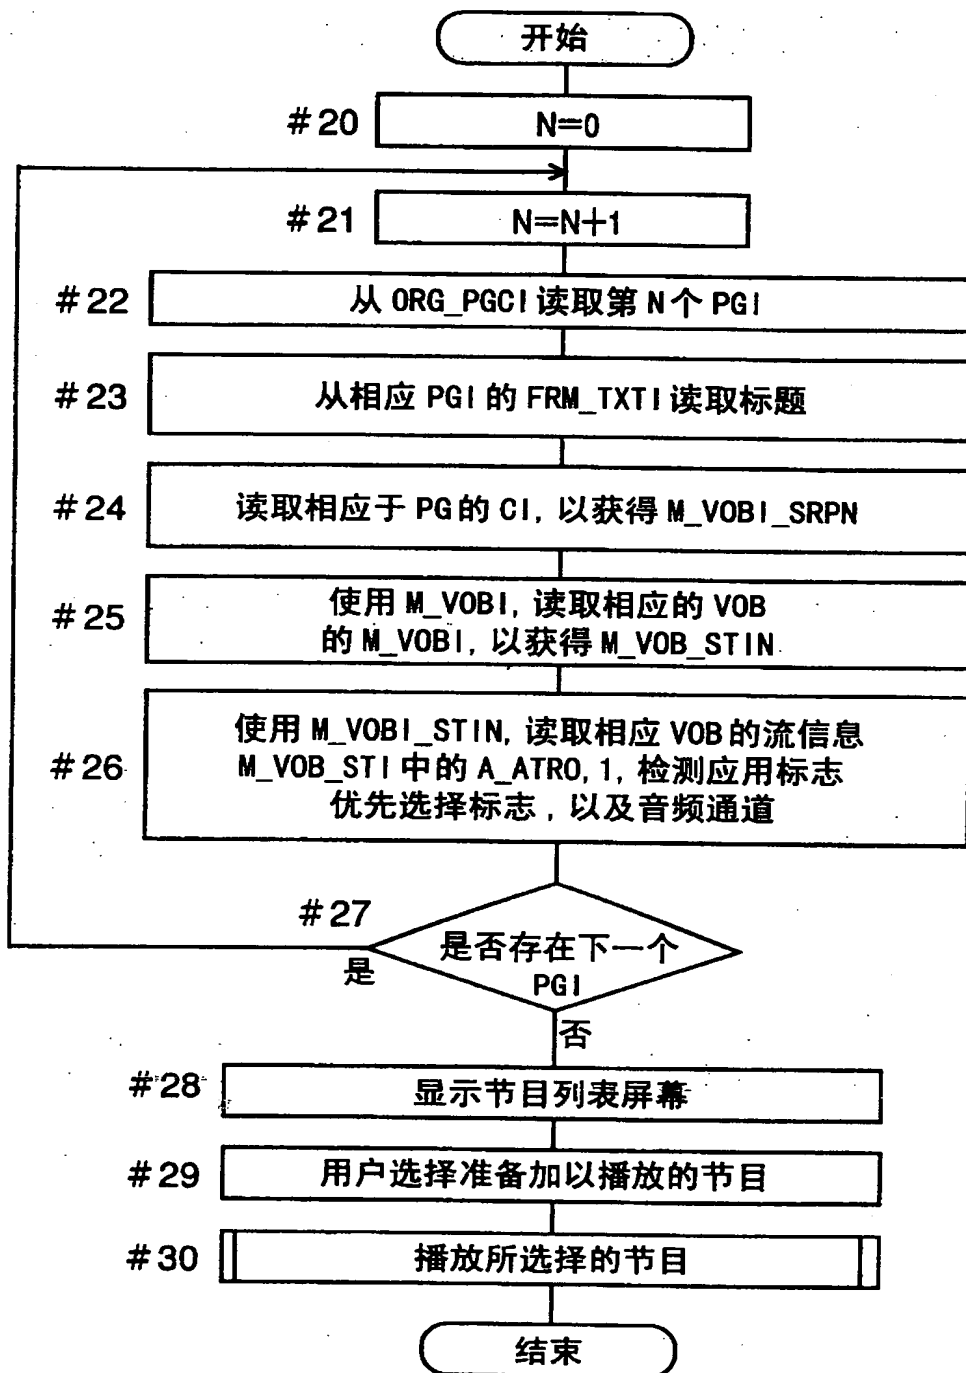 开始
#20 N=0
#21 N=N+1
#22 从 ORG_PGCI 读取第 N 个 PGI
#23 从相应 PGI 的 FRM_TXTI 读取标题
#24 读取相应于 PG 的 CI, 以获得 M_VOBI_SRPN
#25 使用 M_VOBI, 读取相应的 VOB
的 M_VOBI, 以获得 M_VOB_STIN
#26 使用 M_VOBI_STIN, 读取相应 VOB 的流信息
M_VOB_STI 中的 A_ATR0, 1, 检测应用标志
优先选择标志, 以及音频通道
#27 是否存在下一个
PGI
是
否
#28 显示节目列表屏幕
#29 用户选择准备加以播放的节目
#30 播放所选择的节目
结束